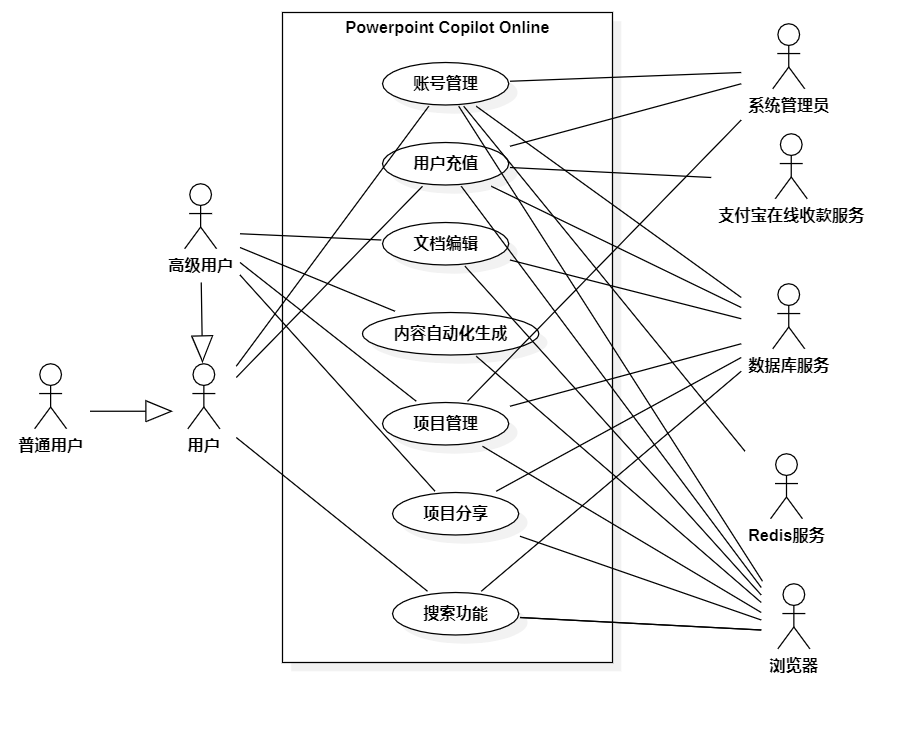 Powerpoint Copilot Online
账号管理
用户充值
文档编辑
内容自动化生成
项目管理
项目分享
搜索功能
高级用户
普通用户
用户
系统管理员
支付宝在线收款服务
数据库服务
Redis服务
浏览器